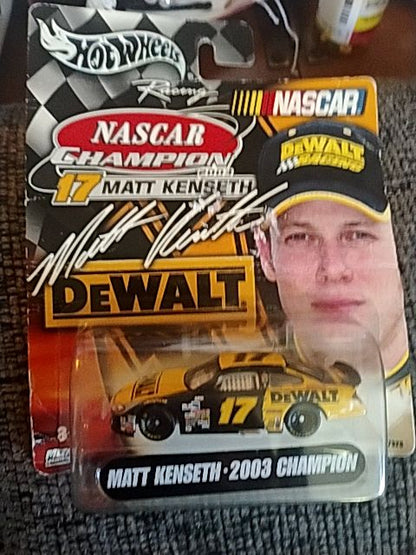 HOT WHEELS
Racing
NASCAR
NASCAR
CHAMPION
2003
17 MATT KENSETH
DEWALT
RACING
Matt Kenseth
DEWALT
17
17
DEWALT
MATT KENSETH · 2003 CHAMPION